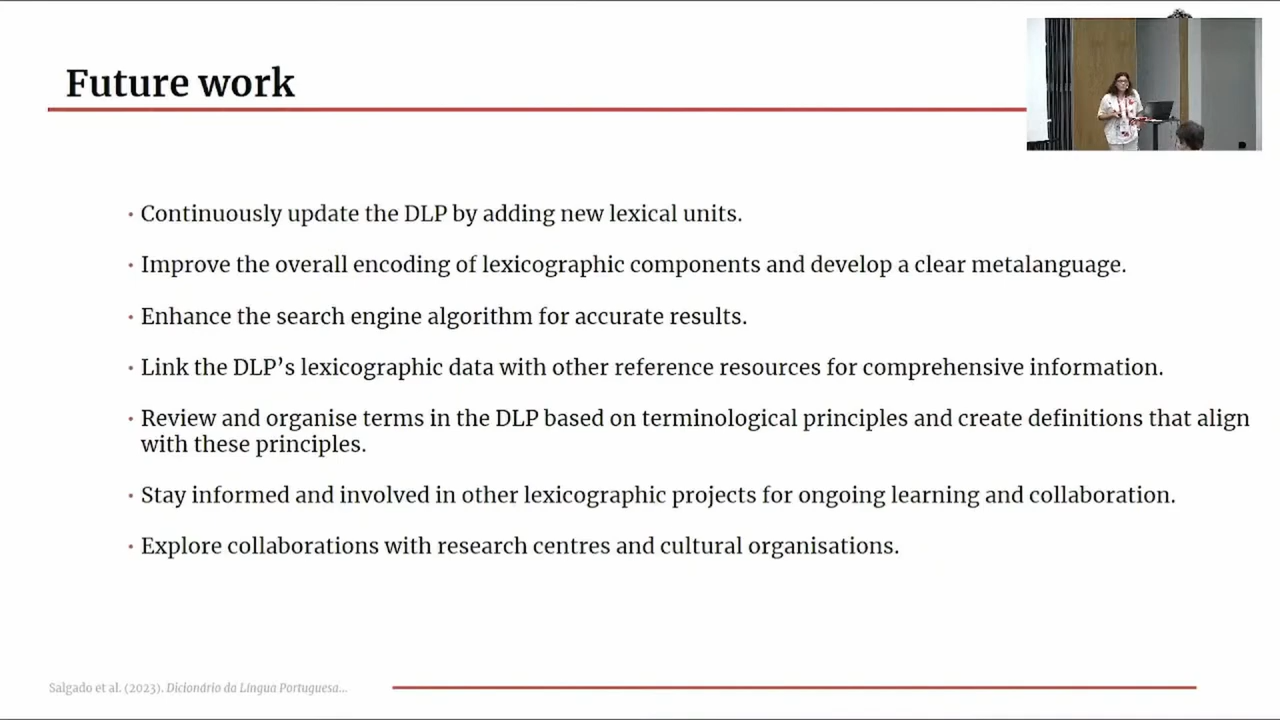 Future work
• Continuously update the DLP by adding new lexical units.
• Improve the overall encoding of lexicographic components and develop a clear metalanguage.
• Enhance the search engine algorithm for accurate results.
• Link the DLP’s lexicographic data with other reference resources for comprehensive information.
• Review and organise terms in the DLP based on terminological principles and create definitions that align
with these principles.
• Stay informed and involved in other lexicographic projects for ongoing learning and collaboration.
• Explore collaborations with research centres and cultural organisations.
Salgado et al. (2023). Dicionário da Língua Portuguesa...